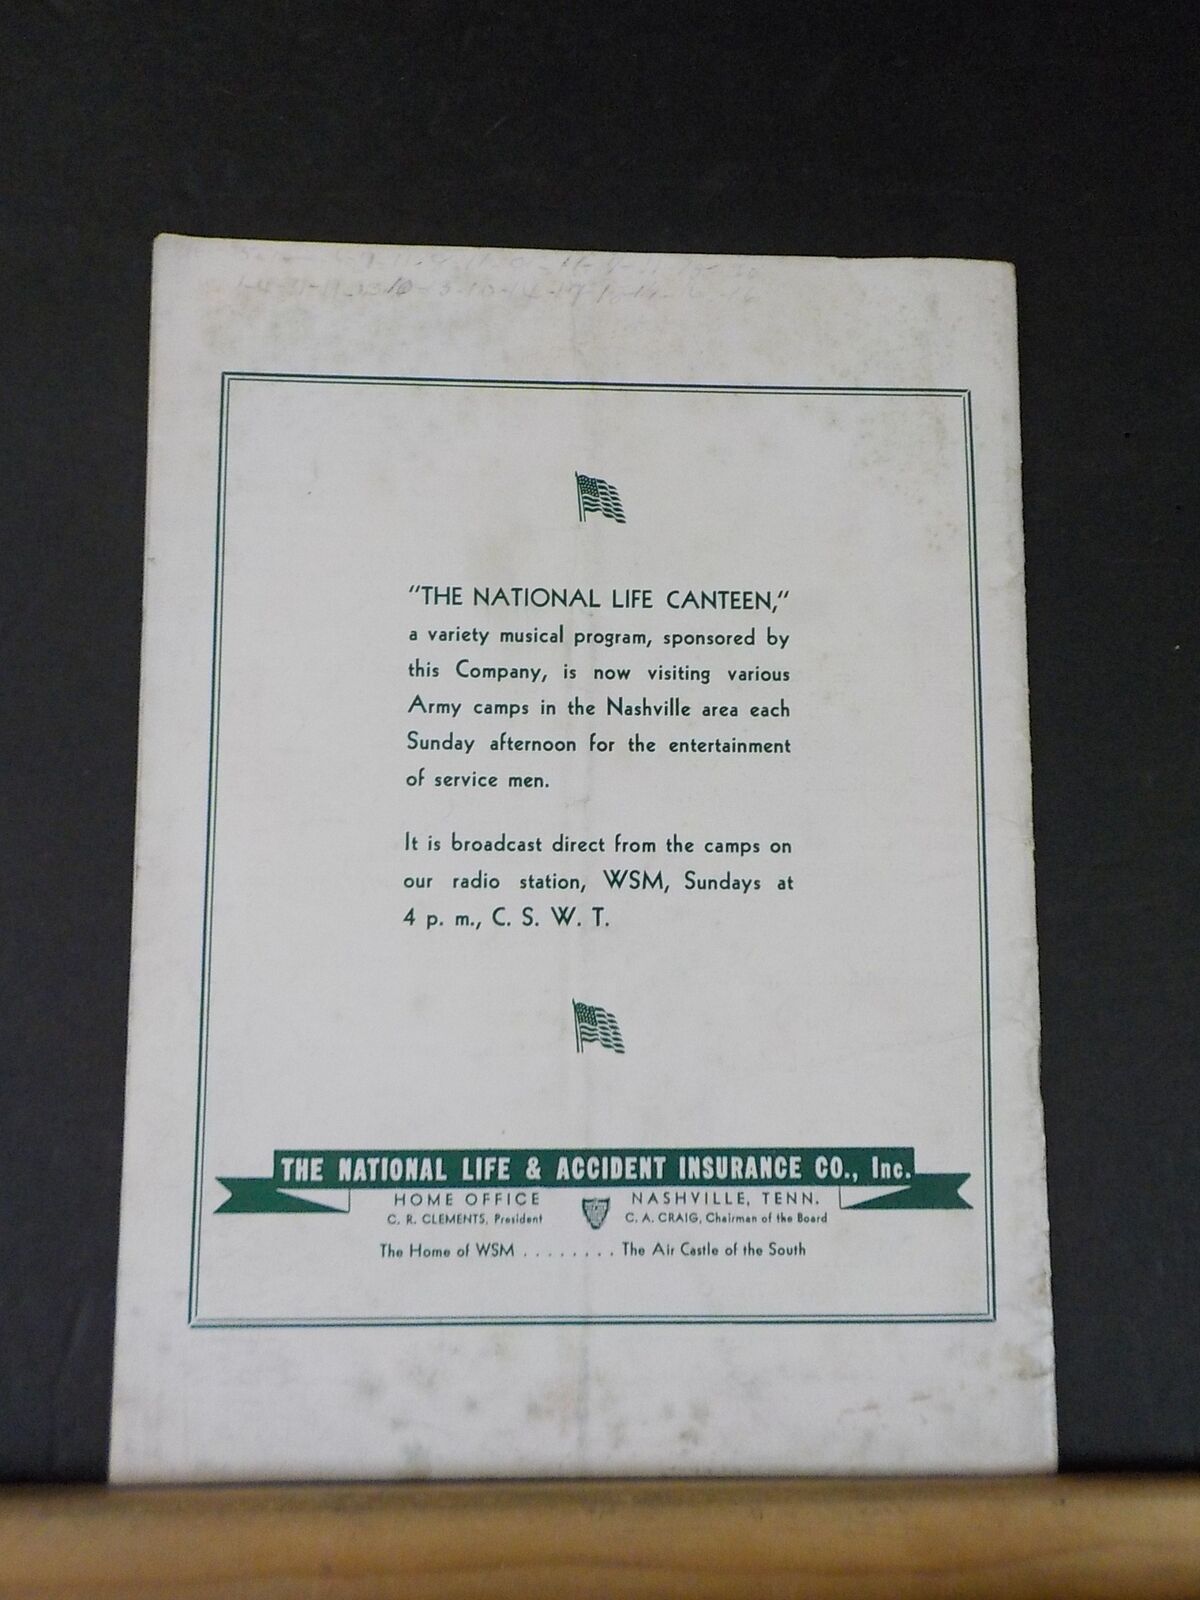 "THE NATIONAL LIFE CANTEEN,"
a variety musical program, sponsored by
this Company, is now visiting various
Army camps in the Nashville area each
Sunday afternoon for the entertainment
of service men.
It is broadcast direct from the camps on
our radio station, WSM, Sundays at
4 p. m., C. S. W. T.
THE NATIONAL LIFE & ACCIDENT INSURANCE CO., Inc.
HOME OFFICE NASHVILLE, TENN.
C. R. CLEMENTS, President C. A. CRAIG, Chairman of the Board
The Home of WSM . . . . . . . . The Air Castle of the South